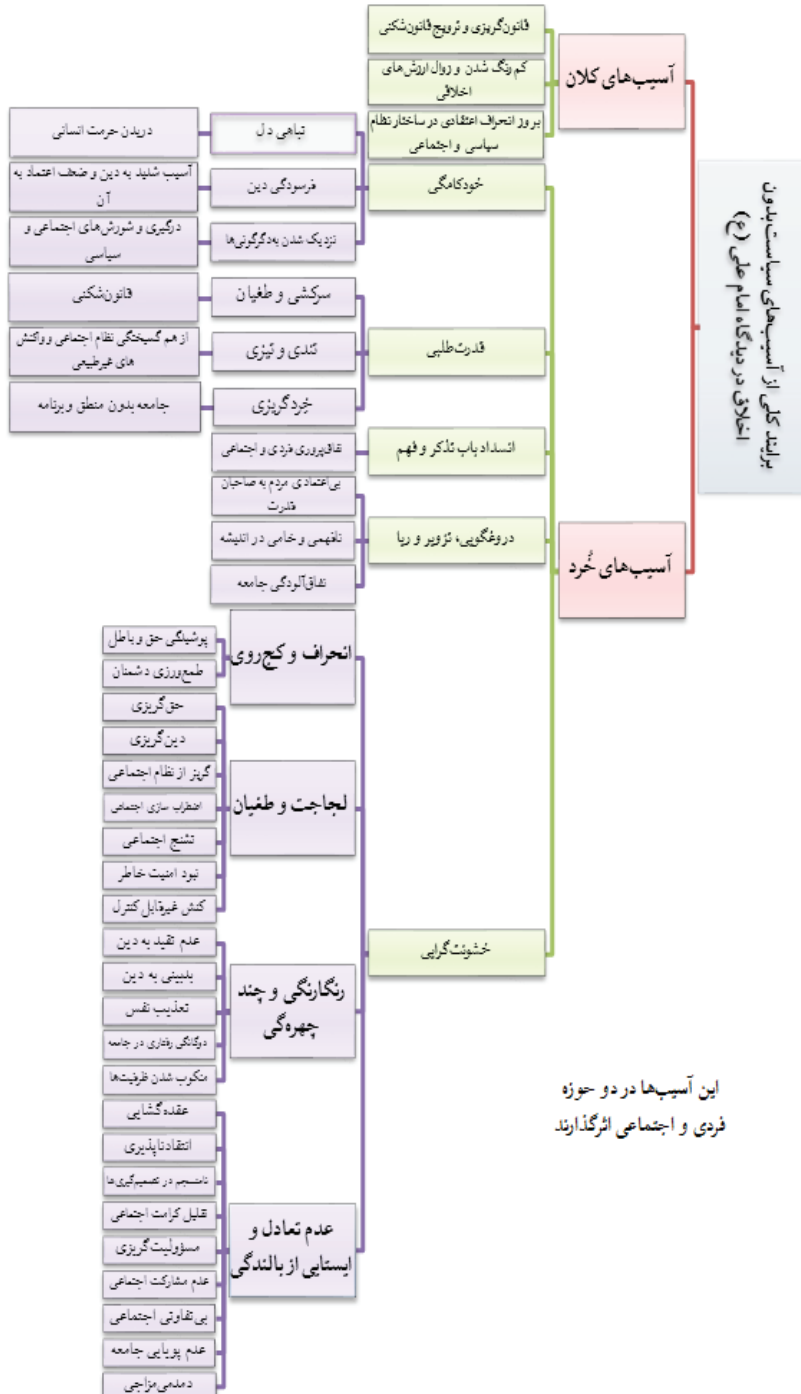 برایند کلی از آسیب‌های سیاست بدون
اخلاق در دیدگاه امام علی (ع)
آسیب‌های کلان
قانون‌گریزی و ترویج قانون‌شکنی
کم رنگ شدن و زوال ارزش‌های
اخلاقی
بروز انحراف اعتقادی در ساختار نظام
سیاسی و اجتماعی
آسیب‌های خُرد
خودکامگی
تباهی دل
دریدن حرمت انسانی
فرسودگی دین
آسیب شدید به دین و ضعف اعتماد به
آن
نزدیک شدن به‌دگرگونی‌ها
درگیری و شورش‌های اجتماعی و
سیاسی
قدرت‌طلبی
سرکشی و طغیان
قانون‌شکنی
تندی و تیزی
از هم گسیختگی نظام اجتماعی و واکنش
های غیرطبیعی
خِردگریزی
جامعه بدون منطق و برنامه
انسداد باب تذکر و فهم
نفاق‌پروری فردی و اجتماعی
دروغگویی، تزویر و ریا
بی‌اعتمادی مردم به صاحبان
قدرت
نافهمی و خامی در اندیشه
نفاق‌آلودگی جامعه
خشونت‌گرایی
انحراف و کج‌روی
پوشیدگی حق و باطل
طمع‌ورزی دشمنان
لجاجت و طغیان
حق‌گریزی
دین‌گریزی
گریز از نظام اجتماعی
اضطراب سازی اجتماعی
تشنج اجتماعی
نبود امنیت خاطر
کنش غیرقابل کنترل
رنگارنگی و چند
چهره‌گی
عدم تقید به دین
بدبینی به دین
تعذیب نفس
دوگانگی رفتاری در جامعه
منکوب شدن ظرفیت‌ها
عدم تعادل و
ایستایی از بالندگی
عقده‌گشایی
انتقادناپذیری
نامنسجم در تصمیم‌گیری‌ها
تقلیل کرامت اجتماعی
مسؤولیت‌گریزی
عدم مشارکت اجتماعی
بی‌تفاوتی اجتماعی
عدم پویایی جامعه
دمدمی‌مزاجی
این آسیب‌ها در دو حوزه
فردی و اجتماعی اثرگذارند